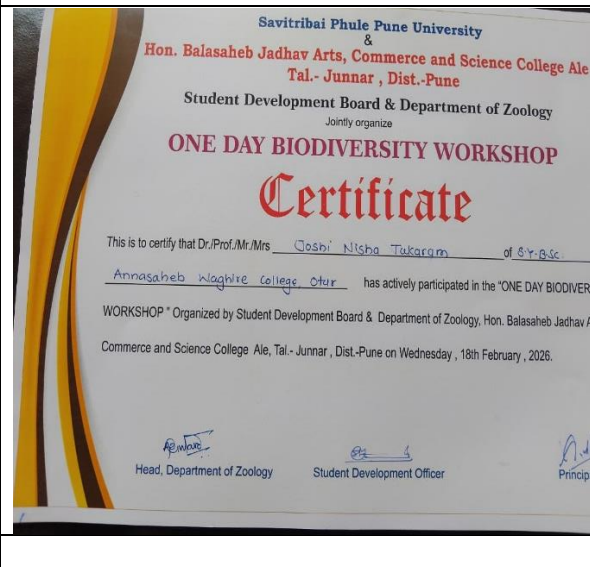 Savitribai Phule Pune University
&
Hon. Balasaheb Jadhav Arts, Commerce and Science College Ale
Tal.- Junnar , Dist.-Pune
Student Development Board & Department of Zoology
Jointly organize
ONE DAY BIODIVERSITY WORKSHOP
Certificate
This is to certify that Dr./Prof./Mr./Mrs Joshi Nisha Tukaram of S.Y.B.Sc.
Annasaheb Waghire College, Otur has actively participated in the "ONE DAY BIODIVER
WORKSHOP " Organized by Student Development Board & Department of Zoology, Hon. Balasaheb Jadhav A
Commerce and Science College Ale, Tal.- Junnar , Dist.-Pune on Wednesday , 18th February , 2026.
Head, Department of Zoology Student Development Officer Princip